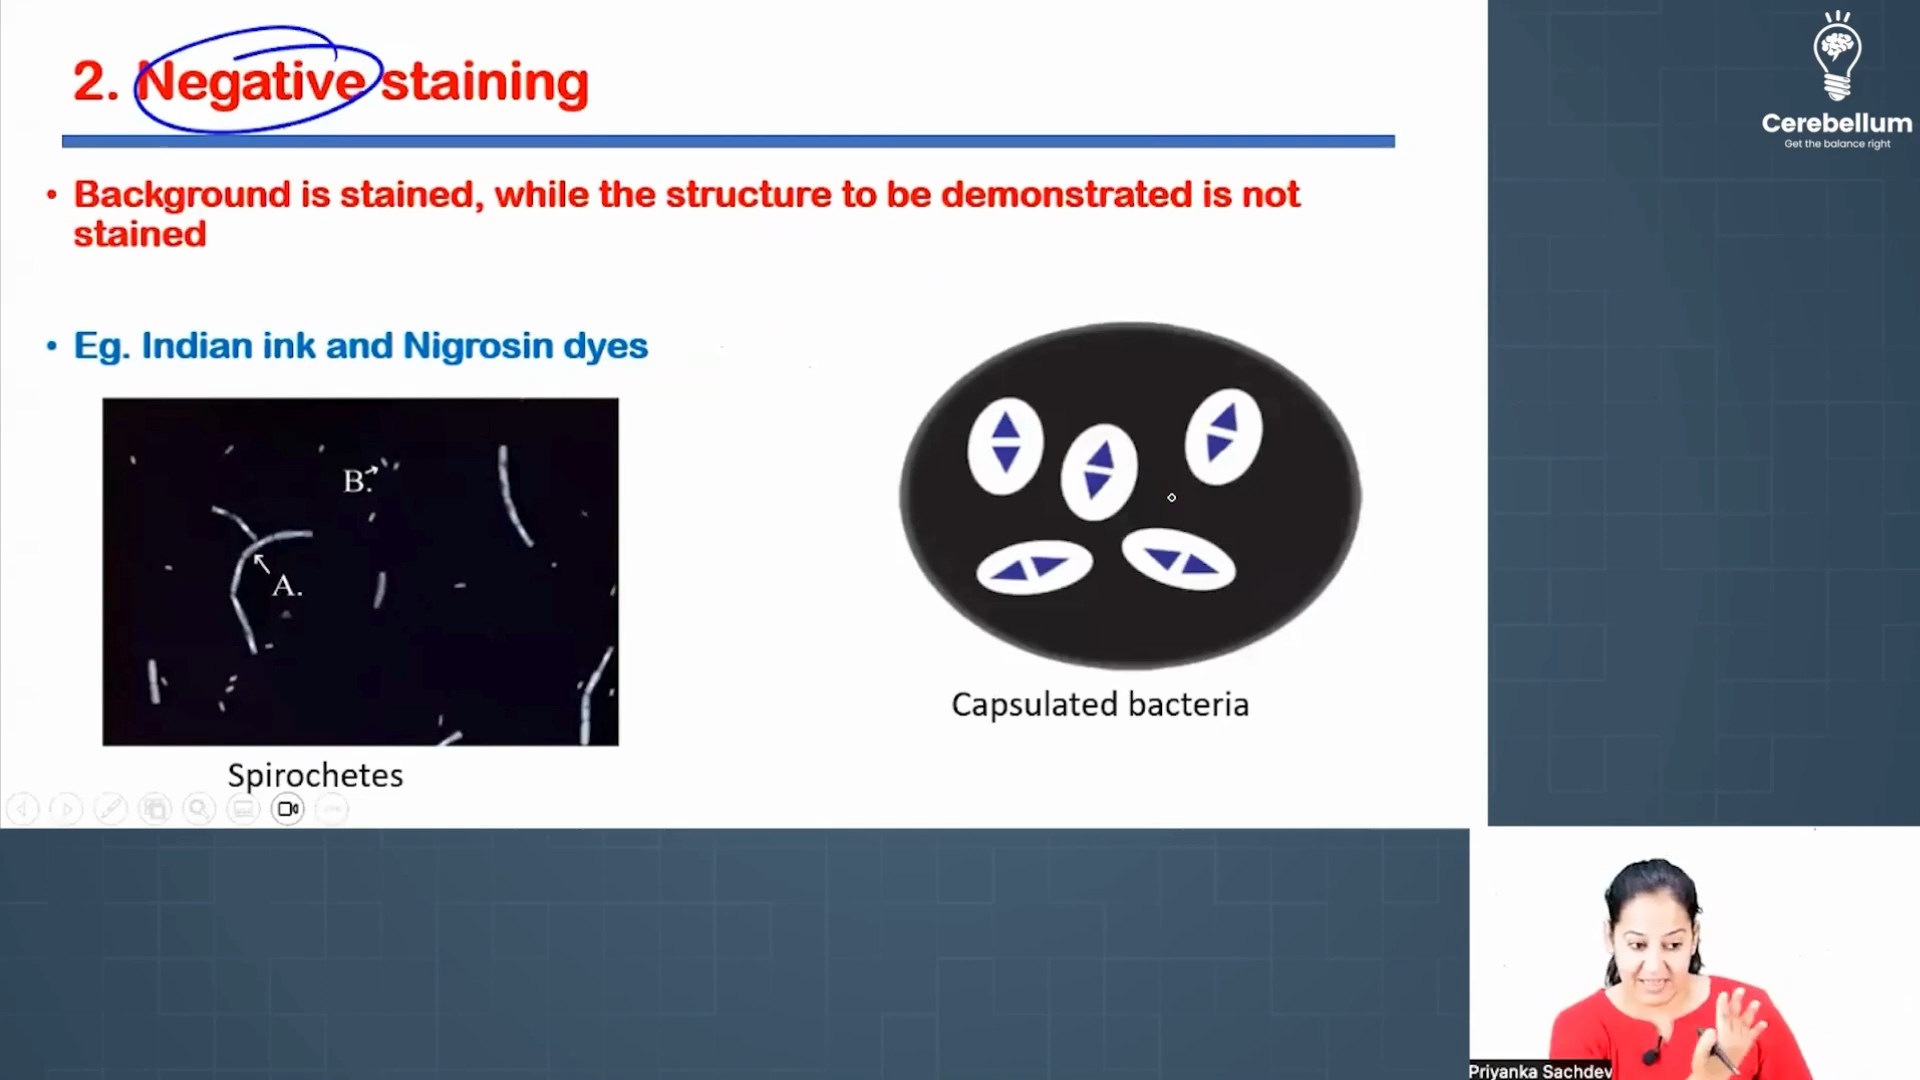 2. Negative staining
• Background is stained, while the structure to be demonstrated is not
stained
• Eg. Indian ink and Nigrosin dyes
B.
A.
Spirochetes
Capsulated bacteria
Cerebellum
Get the balance right
Priyanka Sachdev